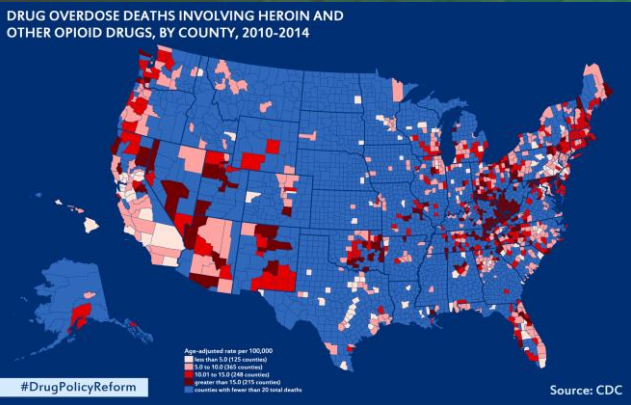 DRUG OVERDOSE DEATHS INVOLVING HEROIN AND
OTHER OPIOID DRUGS, BY COUNTY, 2010-2014
Age-adjusted rate per 100,000
less than 5.0 (125 counties)
5.0 to 10.0 (365 counties)
10.01 to 15.0 (248 counties)
greater than 15.0 (215 counties)
counties with fewer than 20 total deaths
#DrugPolicyReform
Source: CDC